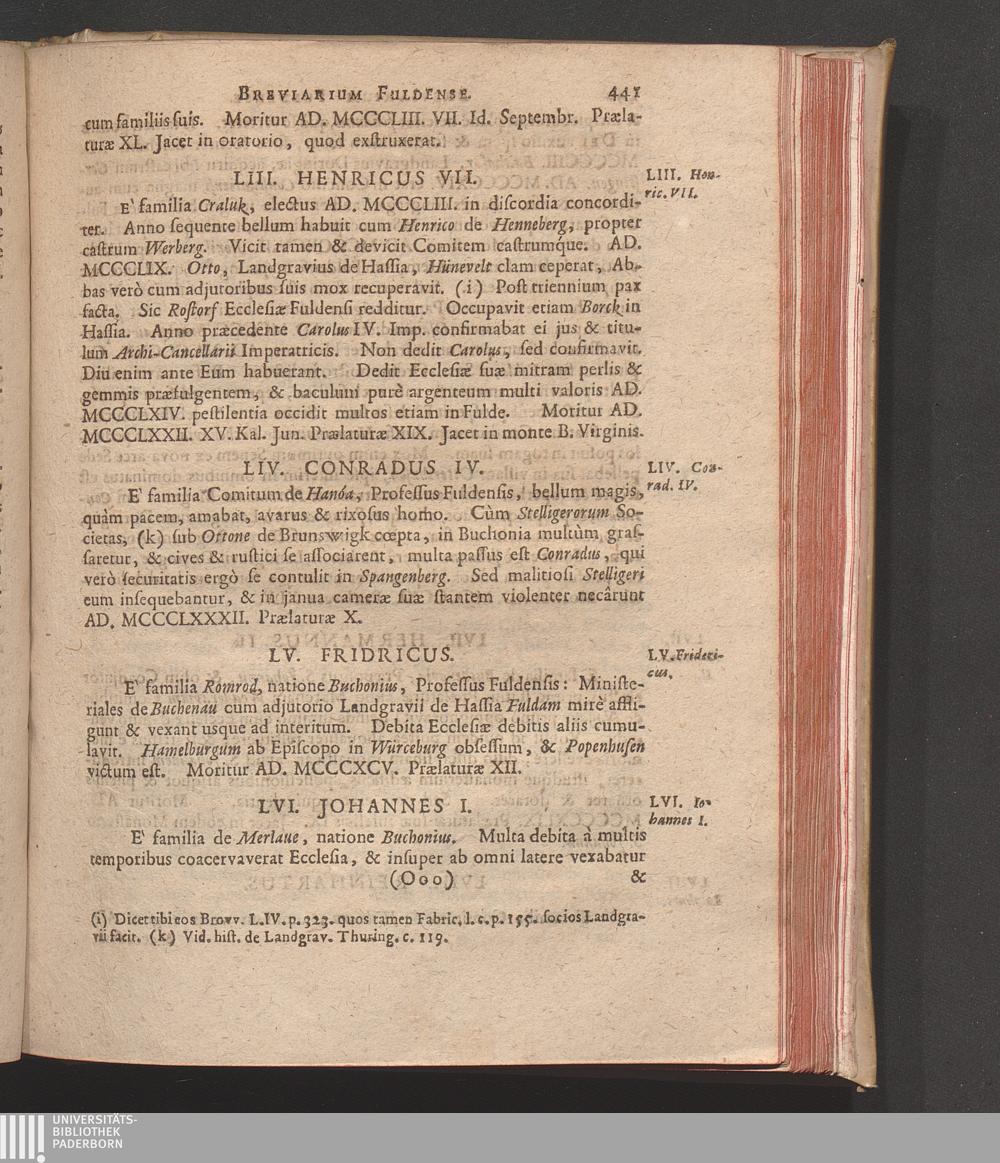 BREVIARIUM FULDENSE. 441
cum familiis suis. Moritur AD. MCCCLIII. VII. Id. Septembr. Præla-
turæ XL. Jacet in oratorio, quod exstruxerat.
LIII. HENRICUS VII.
LIII. Hen-
ric. VII.
E` familia Craluk, electus AD. MCCCLIII. in discordia concordi-
ter. Anno sequente bellum habuit cum Henrico de Henneberg, propter
castrum Werberg. Vicit tamen & devicit Comitem castrumque. AD.
MCCCLIX. Otto, Landgravius de Hassia, Hünevelt clam ceperat, Ab-
bas verò cum adjutoribus suis mox recuperavit. (i) Post triennium pax
facta. Sic Rostorf Ecclesiæ Fuldensi redditur. Occupavit etiam Borck in
Hassia. Anno præcedente Carolus IV. Imp. confirmabat ei jus & titu-
lum Archi-Cancellarii Imperatricis. Non dedit Carolus, sed confirmavit.
Diu enim ante Eum habuerant. Dedit Ecclesiæ suæ mitram perlis &
gemmis præfulgentem, & baculum purè argenteum multi valoris AD.
MCCCLXIV. pestilentia occidit multos etiam in Fulde. Moritur AD.
MCCCLXXII. XV. Kal. Jun. Prælaturæ XIX. Jacet in monte B. Virginis.
LIV. CONRADUS IV.
LIV. Con-
rad. IV.
E` familia Comitum de Hanóa, Professus Fuldensis, bellum magis,
quàm pacem, amabat, avarus & rixosus homo. Cùm Stelligerorum So-
cietas, (k) sub Ottone de Brunswigk cœpta, in Buchonia multùm gras-
saretur, & cives & rustici se associarent, multa passus est Conradus, qui
verò securitatis ergò se contulit in Spangenberg. Sed malitiosi Stelligeri
eum insequebantur, & in janua cameræ suæ stantem violenter necârunt
AD. MCCCLXXXII. Prælaturæ X.
LV. FRIDRICUS.
LV. Frideri-
cus.
E` familia Romrod, natione Buchonius, Professus Fuldensis: Ministe-
riales de Buchenau cum adjutorio Landgravii de Hassia Fuldam mirè affli-
gunt & vexant usque ad interitum. Debita Ecclesiæ debitis aliis cumu-
lavit. Hamelburgum ab Episcopo in Würceburg obsessum, & Popenhusen
victum est. Moritur AD. MCCCXCV. Prælaturæ XII.
LVI. JOHANNES I.
LVI. Io-
hannes I.
E` familia de Merlaue, natione Buchonius. Multa debita à multis
temporibus coacervaverat Ecclesia, & insuper ab omni latere vexabatur
(Ooo) &
(i) Dicet tibi eos Brovv. L.IV. p. 323. quos tamen Fabric. l. c. p. 155. socios Landgra-
vii facit. (k) Vid. hist. de Landgrav. Thuring. c. 119.
UNIVERSITÄTS-
BIBLIOTHEK
PADERBORN